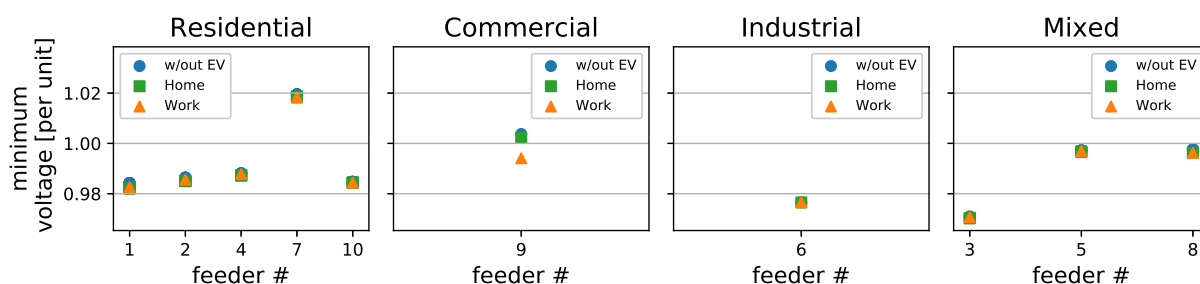 Residential
Commercial
Industrial
Mixed
minimum
voltage [per unit]
1.02
1.00
0.98
w/out EV
Home
Work
w/out EV
Home
Work
w/out EV
Home
Work
w/out EV
Home
Work
1 2 4 7 10
9
6
3 5 8
feeder #
feeder #
feeder #
feeder #